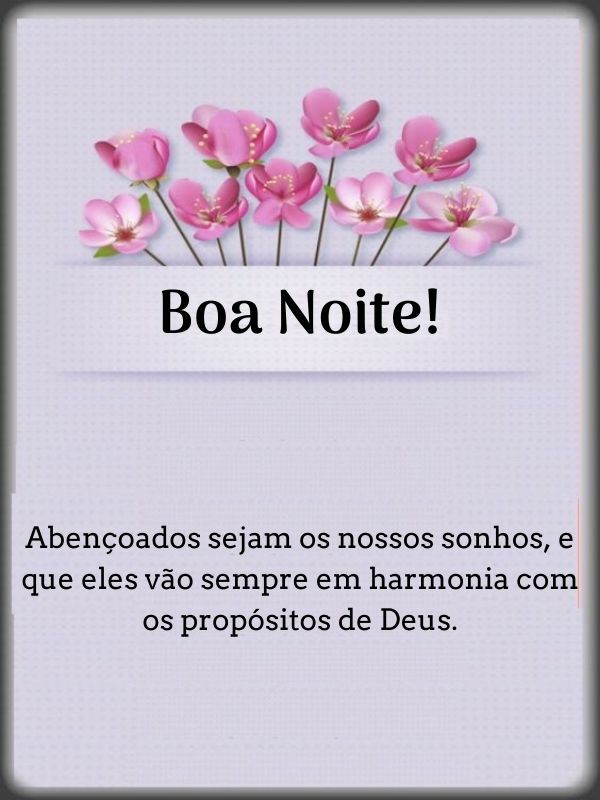 Boa Noite!
Abençoados sejam os nossos sonhos, e
que eles vão sempre em harmonia com
os propósitos de Deus.